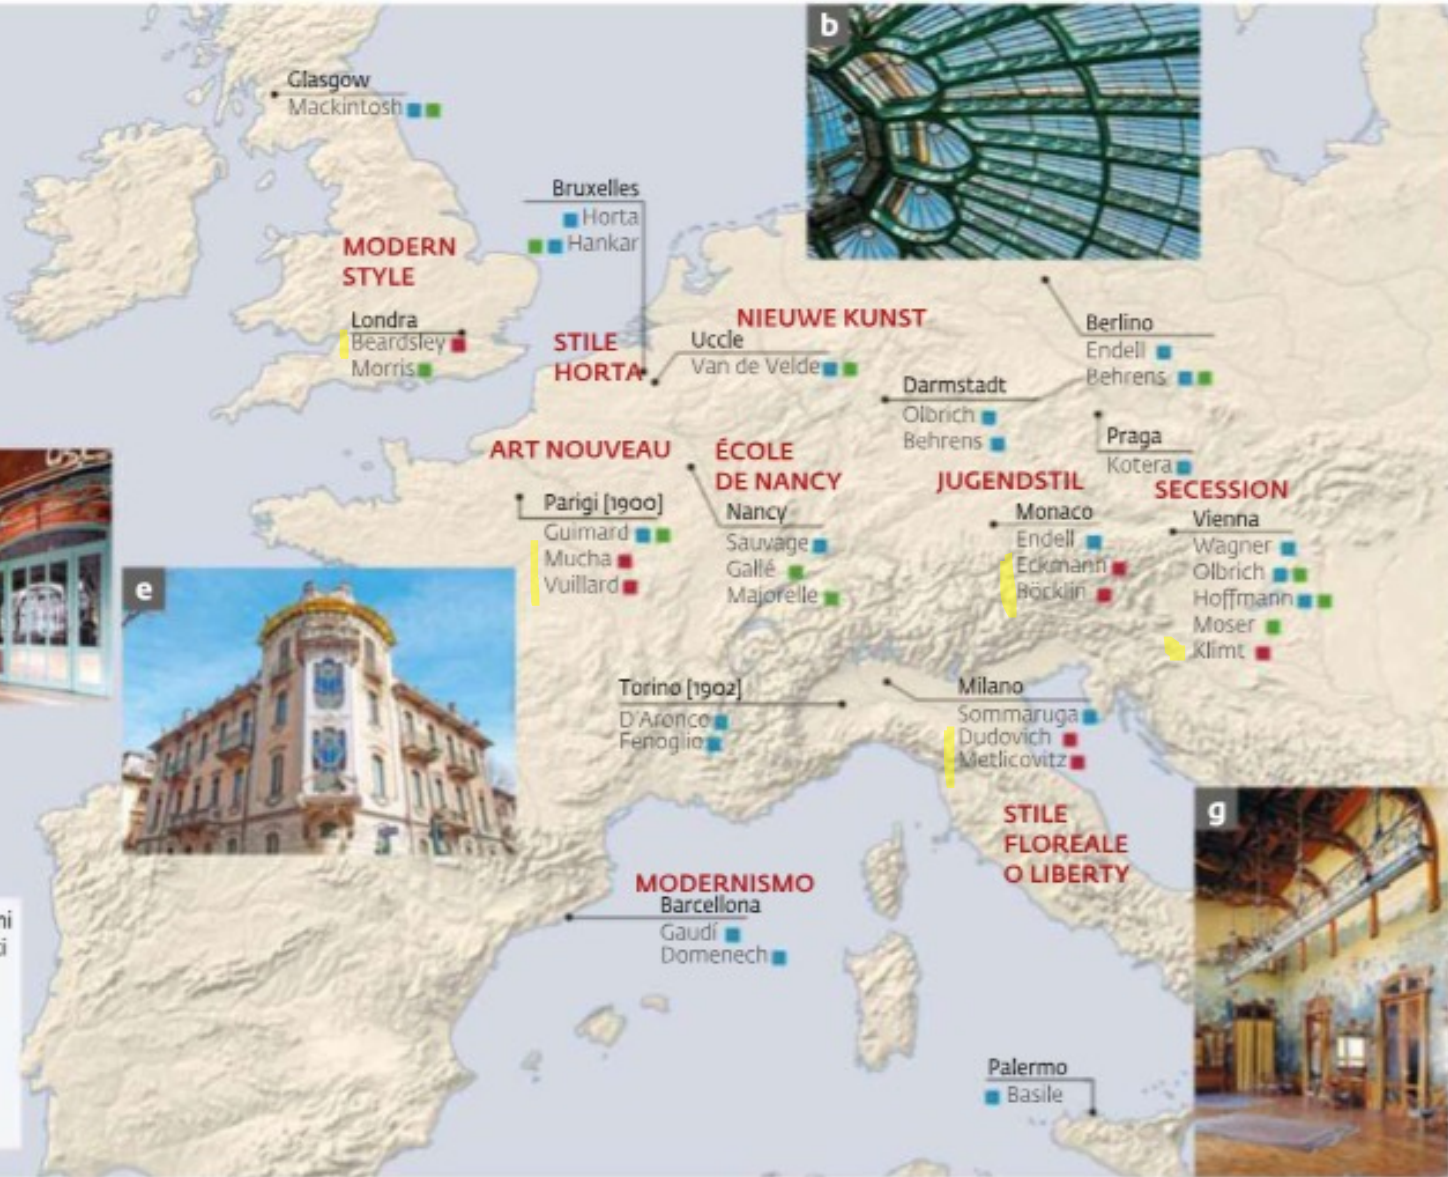 b
Glasgow
Mackintosh
Bruxelles
Horta
Hankar
MODERN
STYLE
Londra
Beardsley
Morris
STILE
HORTA
NIEUWE KUNST
Uccle
Van de Velde
Berlino
Endell
Behrens
Darmstadt
Olbrich
Behrens
Praga
Kotera
ART NOUVEAU
ÉCOLE
DE NANCY
JUGENDSTIL
SECESSION
Parigi [1900]
Guimard
Mucha
Vuillard
Nancy
Sauvage
Gallé
Majorelle
Monaco
Endell
Eckmann
Böcklin
Vienna
Wagner
Olbrich
Hoffmann
Moser
Klimt
e
Torino [1902]
D'Aronco
Fenoglio
Milano
Sommaruga
Dudovich
Metlicovitz
STILE
FLOREALE
O LIBERTY
g
MODERNISMO
Barcellona
Gaudí
Domenech
Palermo
Basile